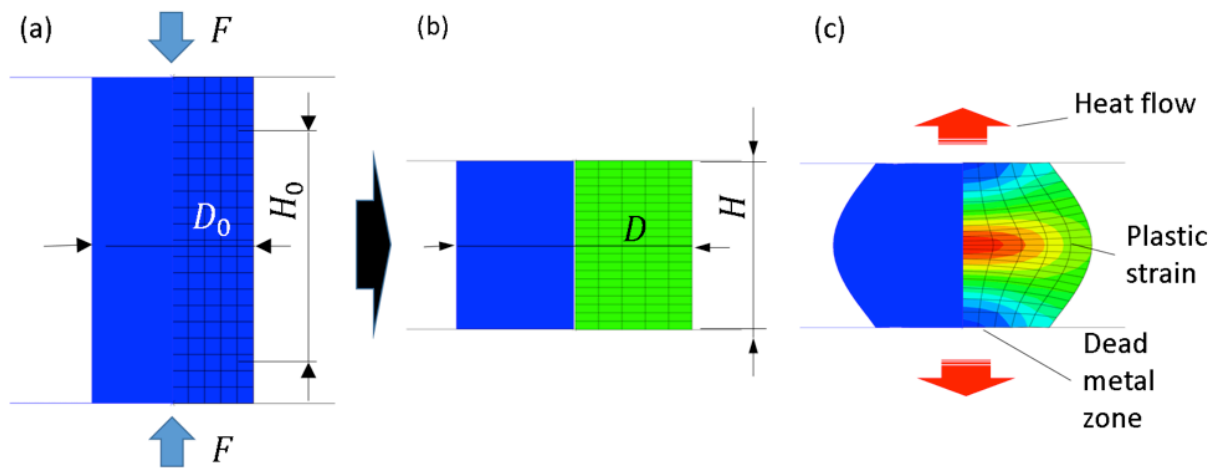 (a)
F
D₀
H₀
F
(b)
D
H
(c)
Heat flow
Plastic
strain
Dead
metal
zone